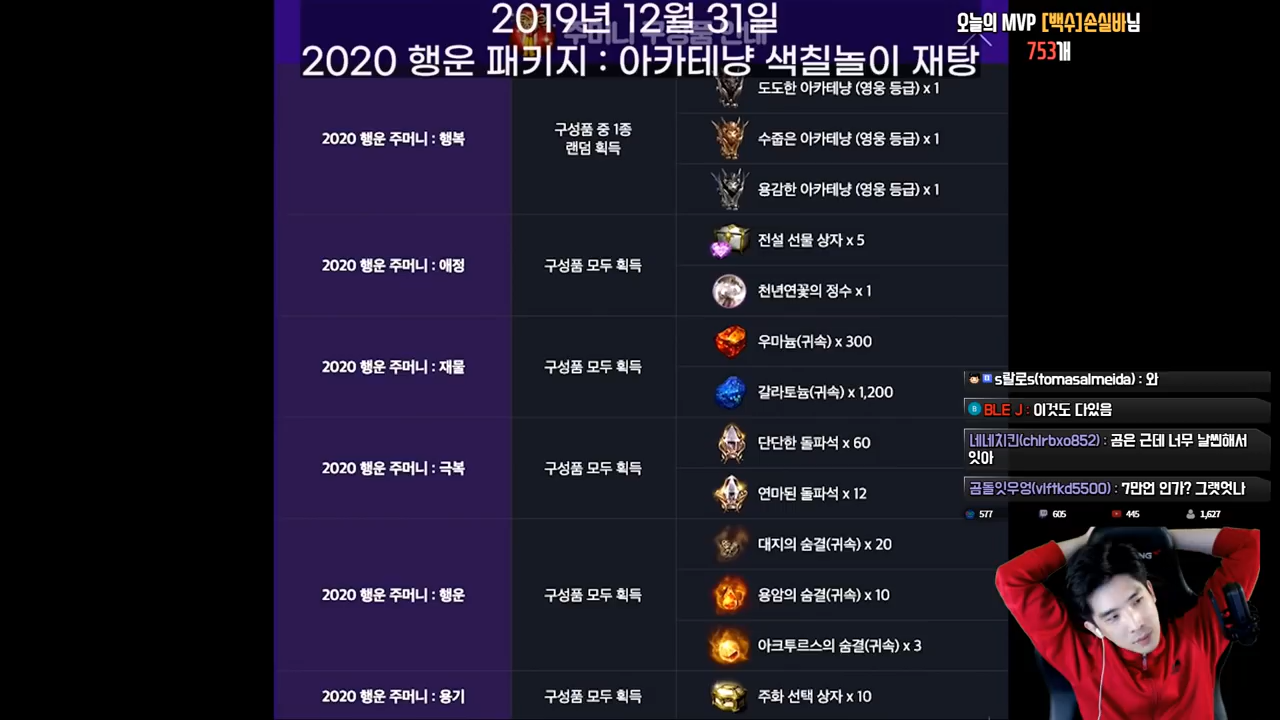 2019년 12월 31일
2020 행운 패키지 : 아카테냥 색칠놀이 재탕
오늘의 MVP [백수]손실바님
753개
2020 행운 주머니 : 행복
구성품 중 1종
랜덤 획득
도도한 아카테냥 (영웅 등급) x 1
수줍은 아카테냥 (영웅 등급) x 1
용감한 아카테냥 (영웅 등급) x 1
2020 행운 주머니 : 애정
구성품 모두 획득
전설 선물 상자 x 5
천년연꽃의 정수 x 1
2020 행운 주머니 : 재물
구성품 모두 획득
우마늄(귀속) x 300
갈라토늄(귀속) x 1,200
2020 행운 주머니 : 극복
구성품 모두 획득
단단한 돌파석 x 60
연마된 돌파석 x 12
2020 행운 주머니 : 행운
구성품 모두 획득
대지의 숨결(귀속) x 20
용암의 숨결(귀속) x 10
아크투르스의 숨결(귀속) x 3
2020 행운 주머니 : 용기
구성품 모두 획득
주화 선택 상자 x 10
s랄로s(tomasalmeida) : 와
BLE J : 이것도 다있음
네네치킨(chlrbxo852) : 곰은 근데 너무 날씬해서
잇아
곰돌잇우엉(vlftkd5500) : 7만언 인가? 그랫엇나
577 605 445 1,627